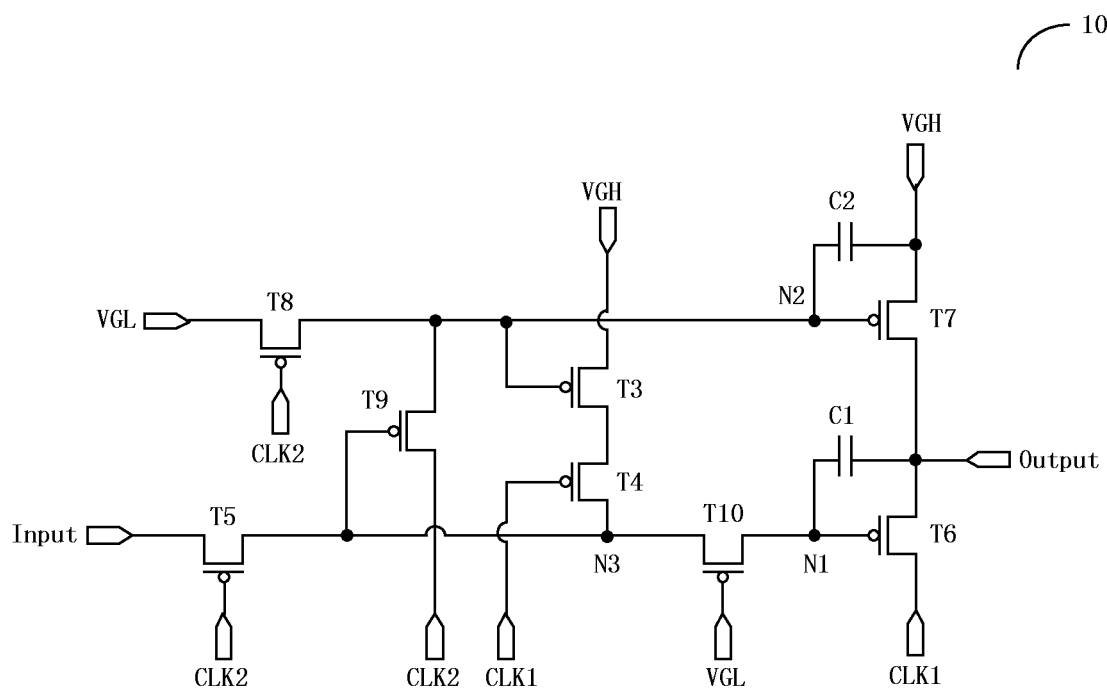 10
VGH
VGH
C2
N2
T8
VGL
T7
T3
T9
C1
CLK2
T4
Output
Input
T5
T10
T6
N3
N1
CLK2
CLK2
CLK1
VGL
CLK1